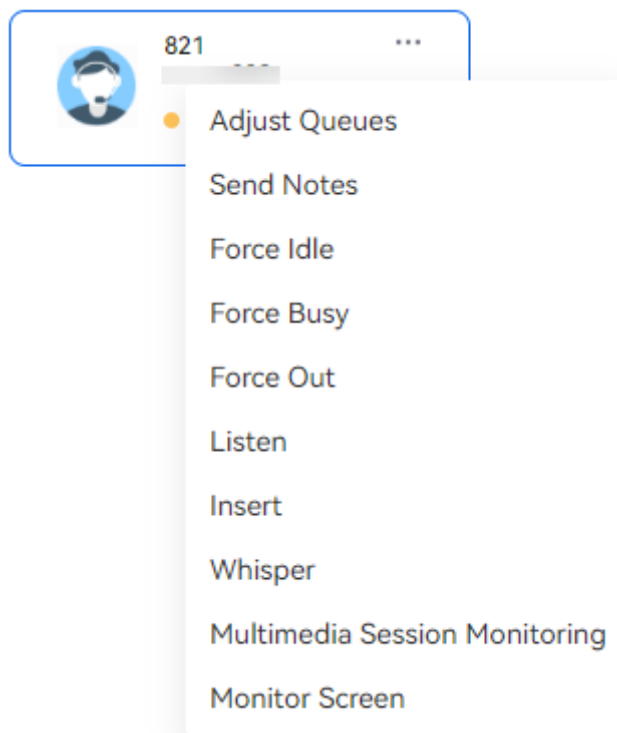 821
Adjust Queues
Send Notes
Force Idle
Force Busy
Force Out
Listen
Insert
Whisper
Multimedia Session Monitoring
Monitor Screen